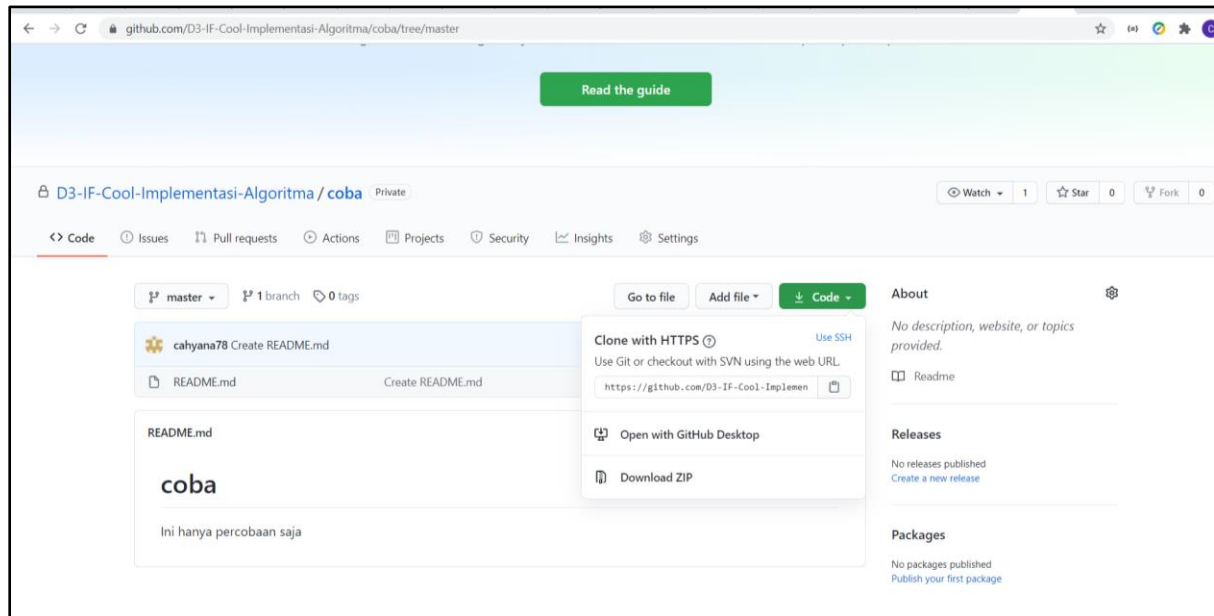 github.com/D3-IF-Cool-Implementasi-Algoritma/coba/tree/master
Read the guide
D3-IF-Cool-Implementasi-Algoritma / coba Private
Watch 1 Star 0 Fork 0
Code Issues Pull requests Actions Projects Security Insights Settings
master 1 branch 0 tags Go to file Add file Code
cahyana78 Create README.md
README.md Create README.md
README.md
coba
Ini hanya percobaan saja
Clone with HTTPS Use SSH
Use Git or checkout with SVN using the web URL.
https://github.com/D3-IF-Cool-Implemen
Open with GitHub Desktop
Download ZIP
About
No description, website, or topics
provided.
Readme
Releases
No releases published
Create a new release
Packages
No packages published
Publish your first package